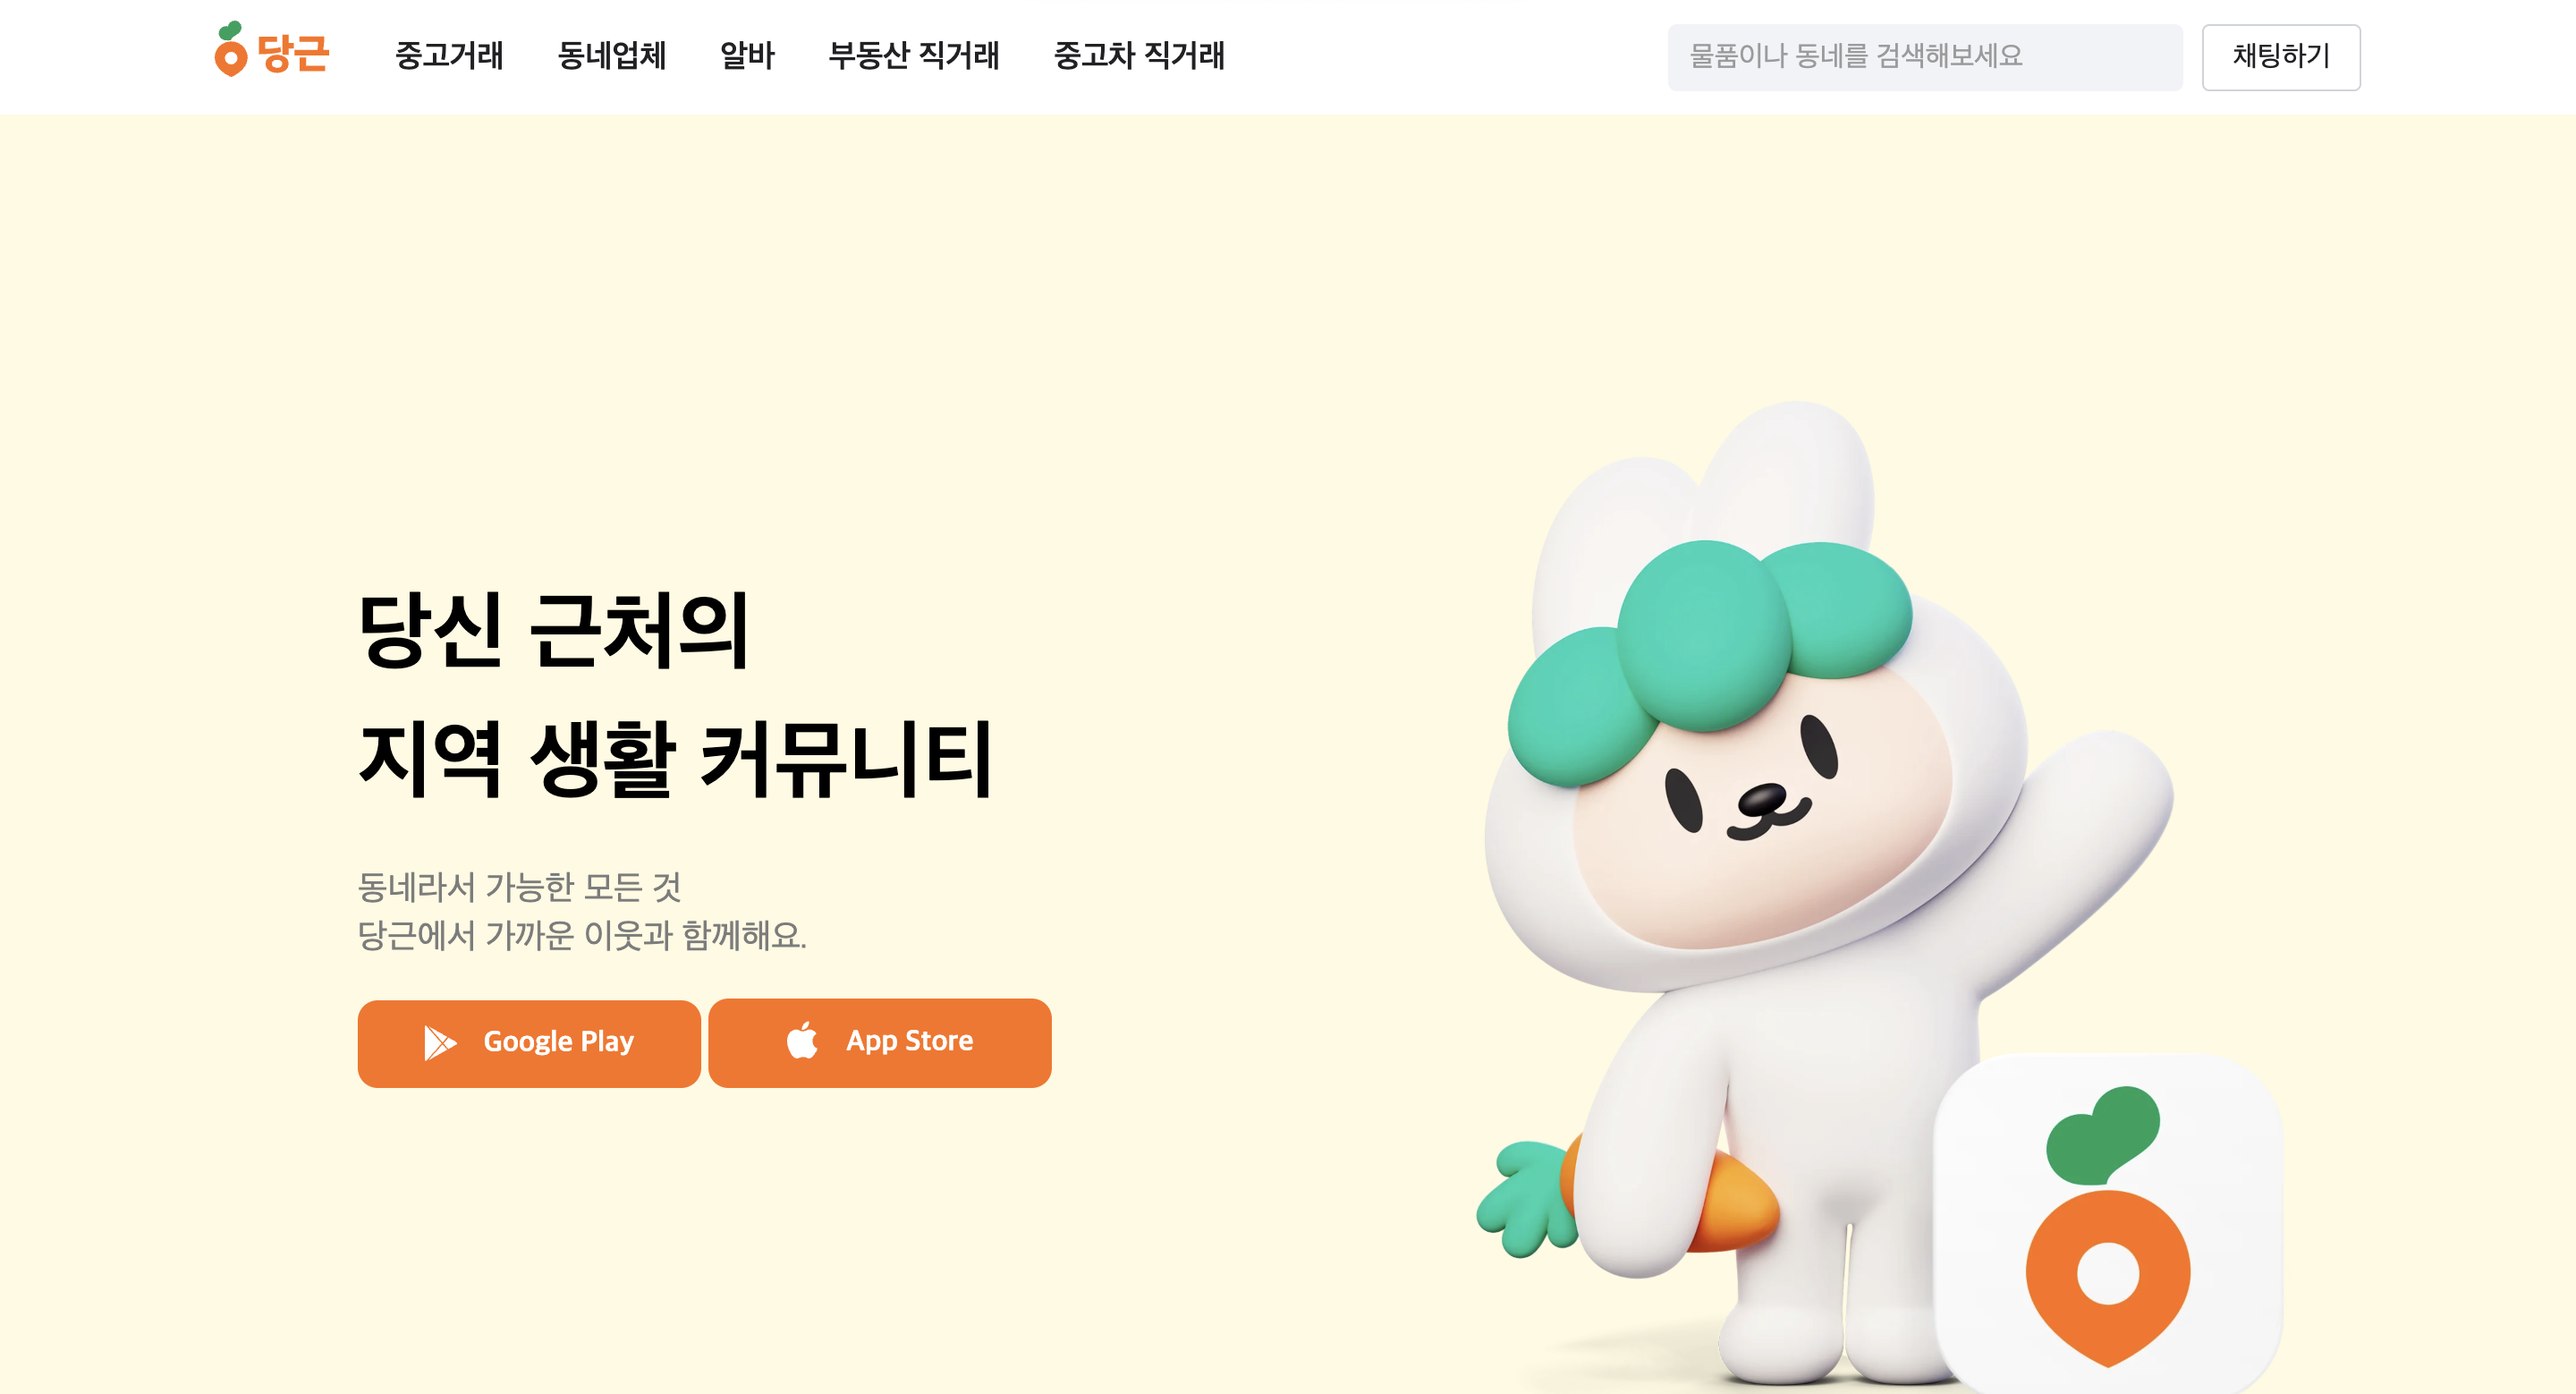 당근 중고거래 동네업체 알바 부동산 직거래 중고차 직거래 물품이나 동네를 검색해보세요 채팅하기
당신 근처의
지역 생활 커뮤니티
동네라서 가능한 모든 것
당근에서 가까운 이웃과 함께해요.
Google Play App Store